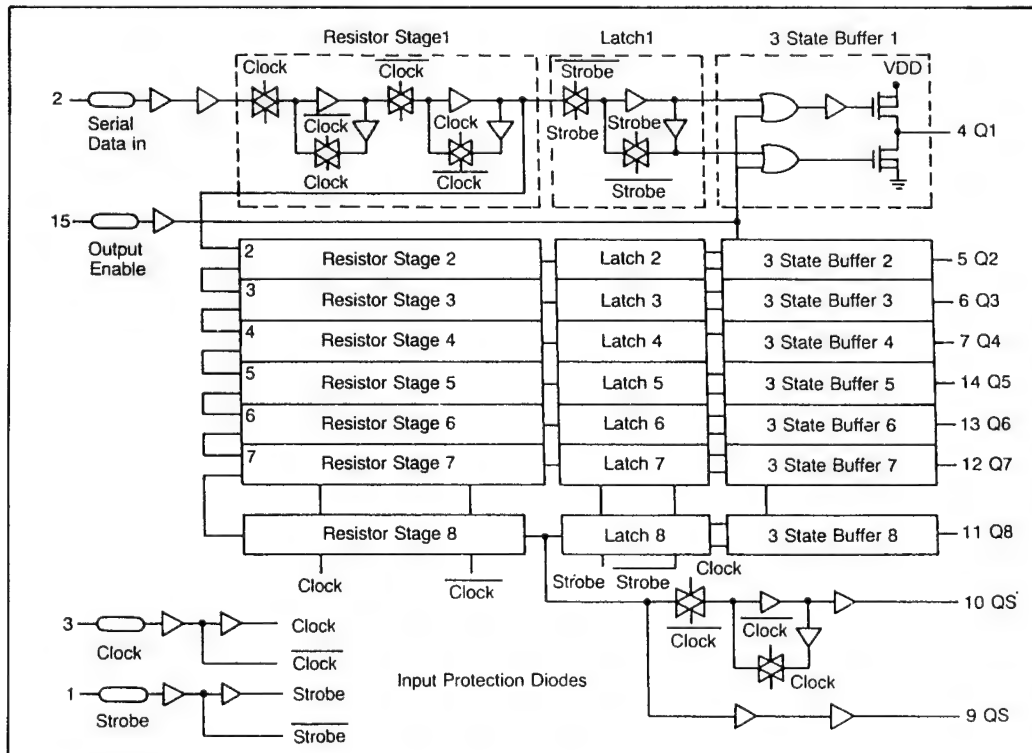 Resistor Stage1
Latch1
3 State Buffer 1
Clock
Clock
Strobe
VDD
2
Serial
Data in
Clock
Clock
Strobe
Strobe
4 Q1
Clock
Clock
Strobe
15
Output
Enable
2 Resistor Stage 2 Latch 2 3 State Buffer 2 5 Q2
3 Resistor Stage 3 Latch 3 3 State Buffer 3 6 Q3
4 Resistor Stage 4 Latch 4 3 State Buffer 4 7 Q4
5 Resistor Stage 5 Latch 5 3 State Buffer 5 14 Q5
6 Resistor Stage 6 Latch 6 3 State Buffer 6 13 Q6
7 Resistor Stage 7 Latch 7 3 State Buffer 7 12 Q7
Resistor Stage 8 Latch 8 3 State Buffer 8 11 Q8
Clock
Clock
Strobe
Strobe
Clock
10 QS'
Clock
Clock
Clock
3
Clock
Clock
Clock
Input Protection Diodes
1
Strobe
Strobe
Strobe
9 QS